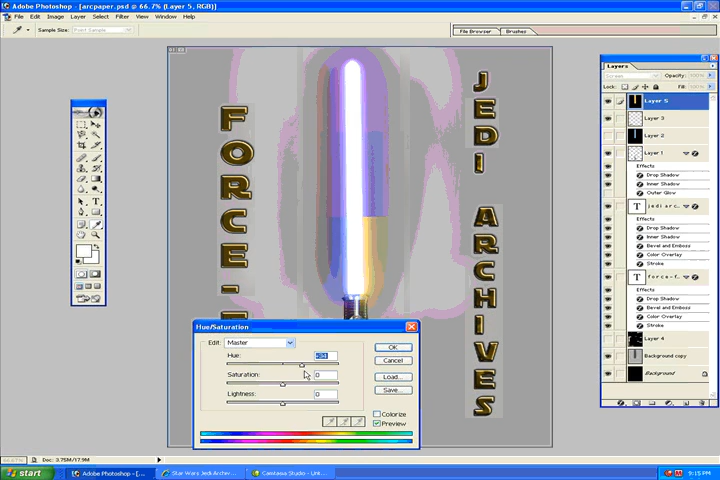 Adobe Photoshop - [arcpaper.psd @ 66.7% (Layer 5, RGB)]
File Edit Image Layer Select Filter View Window Help
Sample Size: Point Sample
File Browser Brushes
FORCE-
JEDI ARCHIVES
Layers
Screen Opacity:
Lock: Fill: 100%
Layer 5
Layer 3
Layer 2
Layer 1
Effects
Drop Shadow
Inner Shadow
Outer Glow
T jedi arc...
Effects
Drop Shadow
Inner Shadow
Bevel and Emboss
Color Overlay
Stroke
T force-f...
Effects
Drop Shadow
Bevel and Emboss
Color Overlay
Stroke
Layer 4
Background copy
Background
Hue/Saturation
Edit: Master
Hue:
Saturation: 0
Lightness: 0
OK
Cancel
Load...
Save...
Colorize
Preview
Doc: 3.75M/17.9M
start
Adobe Photoshop - [...
Star Wars Jedi Archiv...
Camtasia Studio - Unt...
9:15 PM